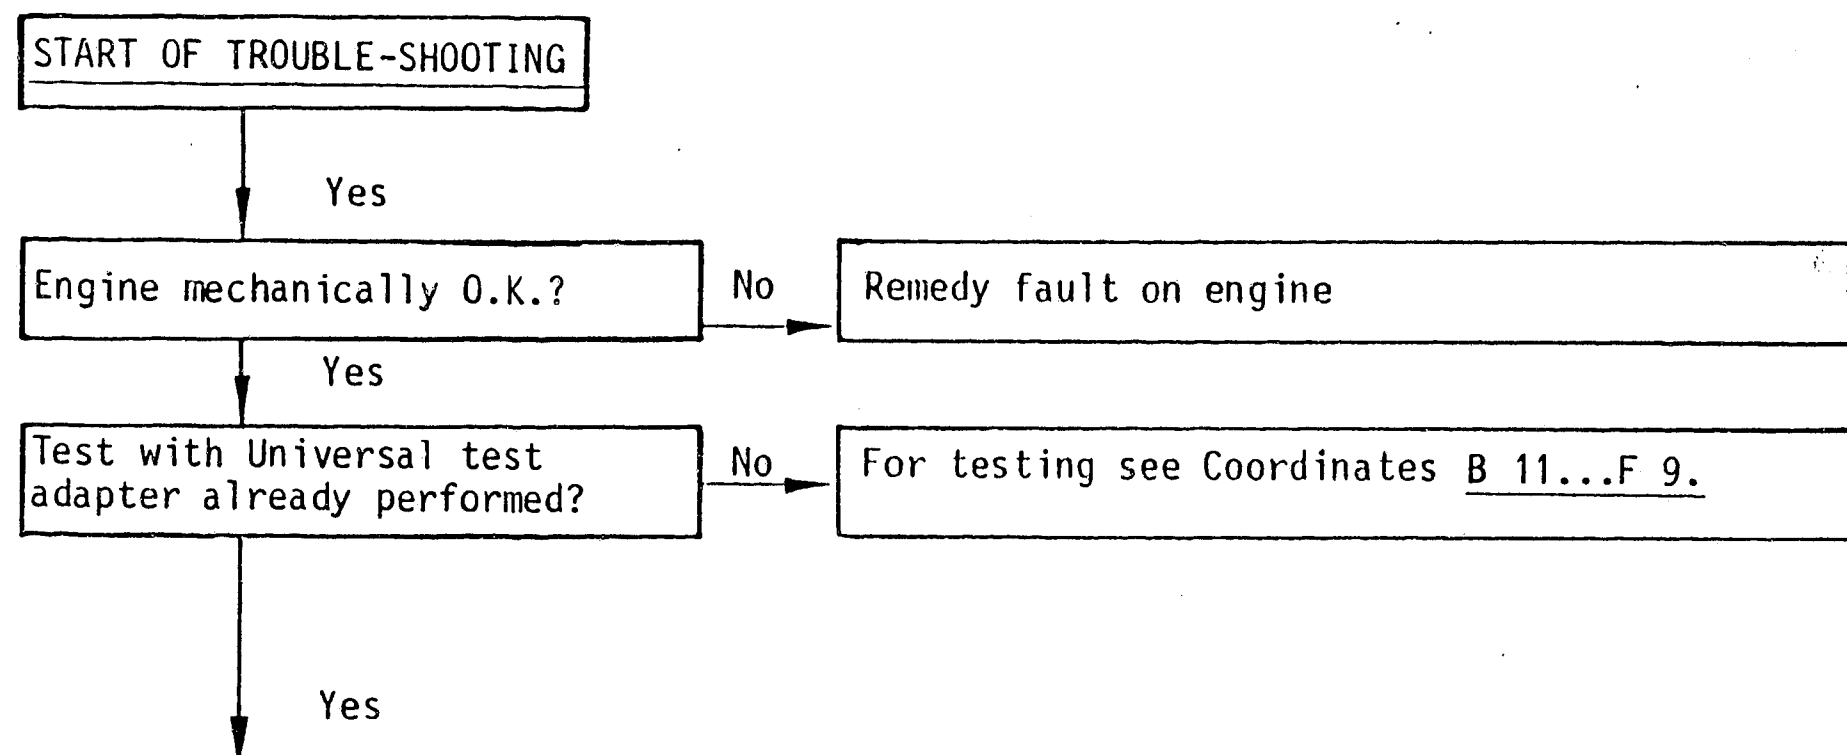 START OF TROUBLE-SHOOTING
Yes
Engine mechanically O.K.?
No
Remedy fault on engine
Yes
Test with Universal test
adapter already performed?
No
For testing see Coordinates B 11...F 9.
Yes